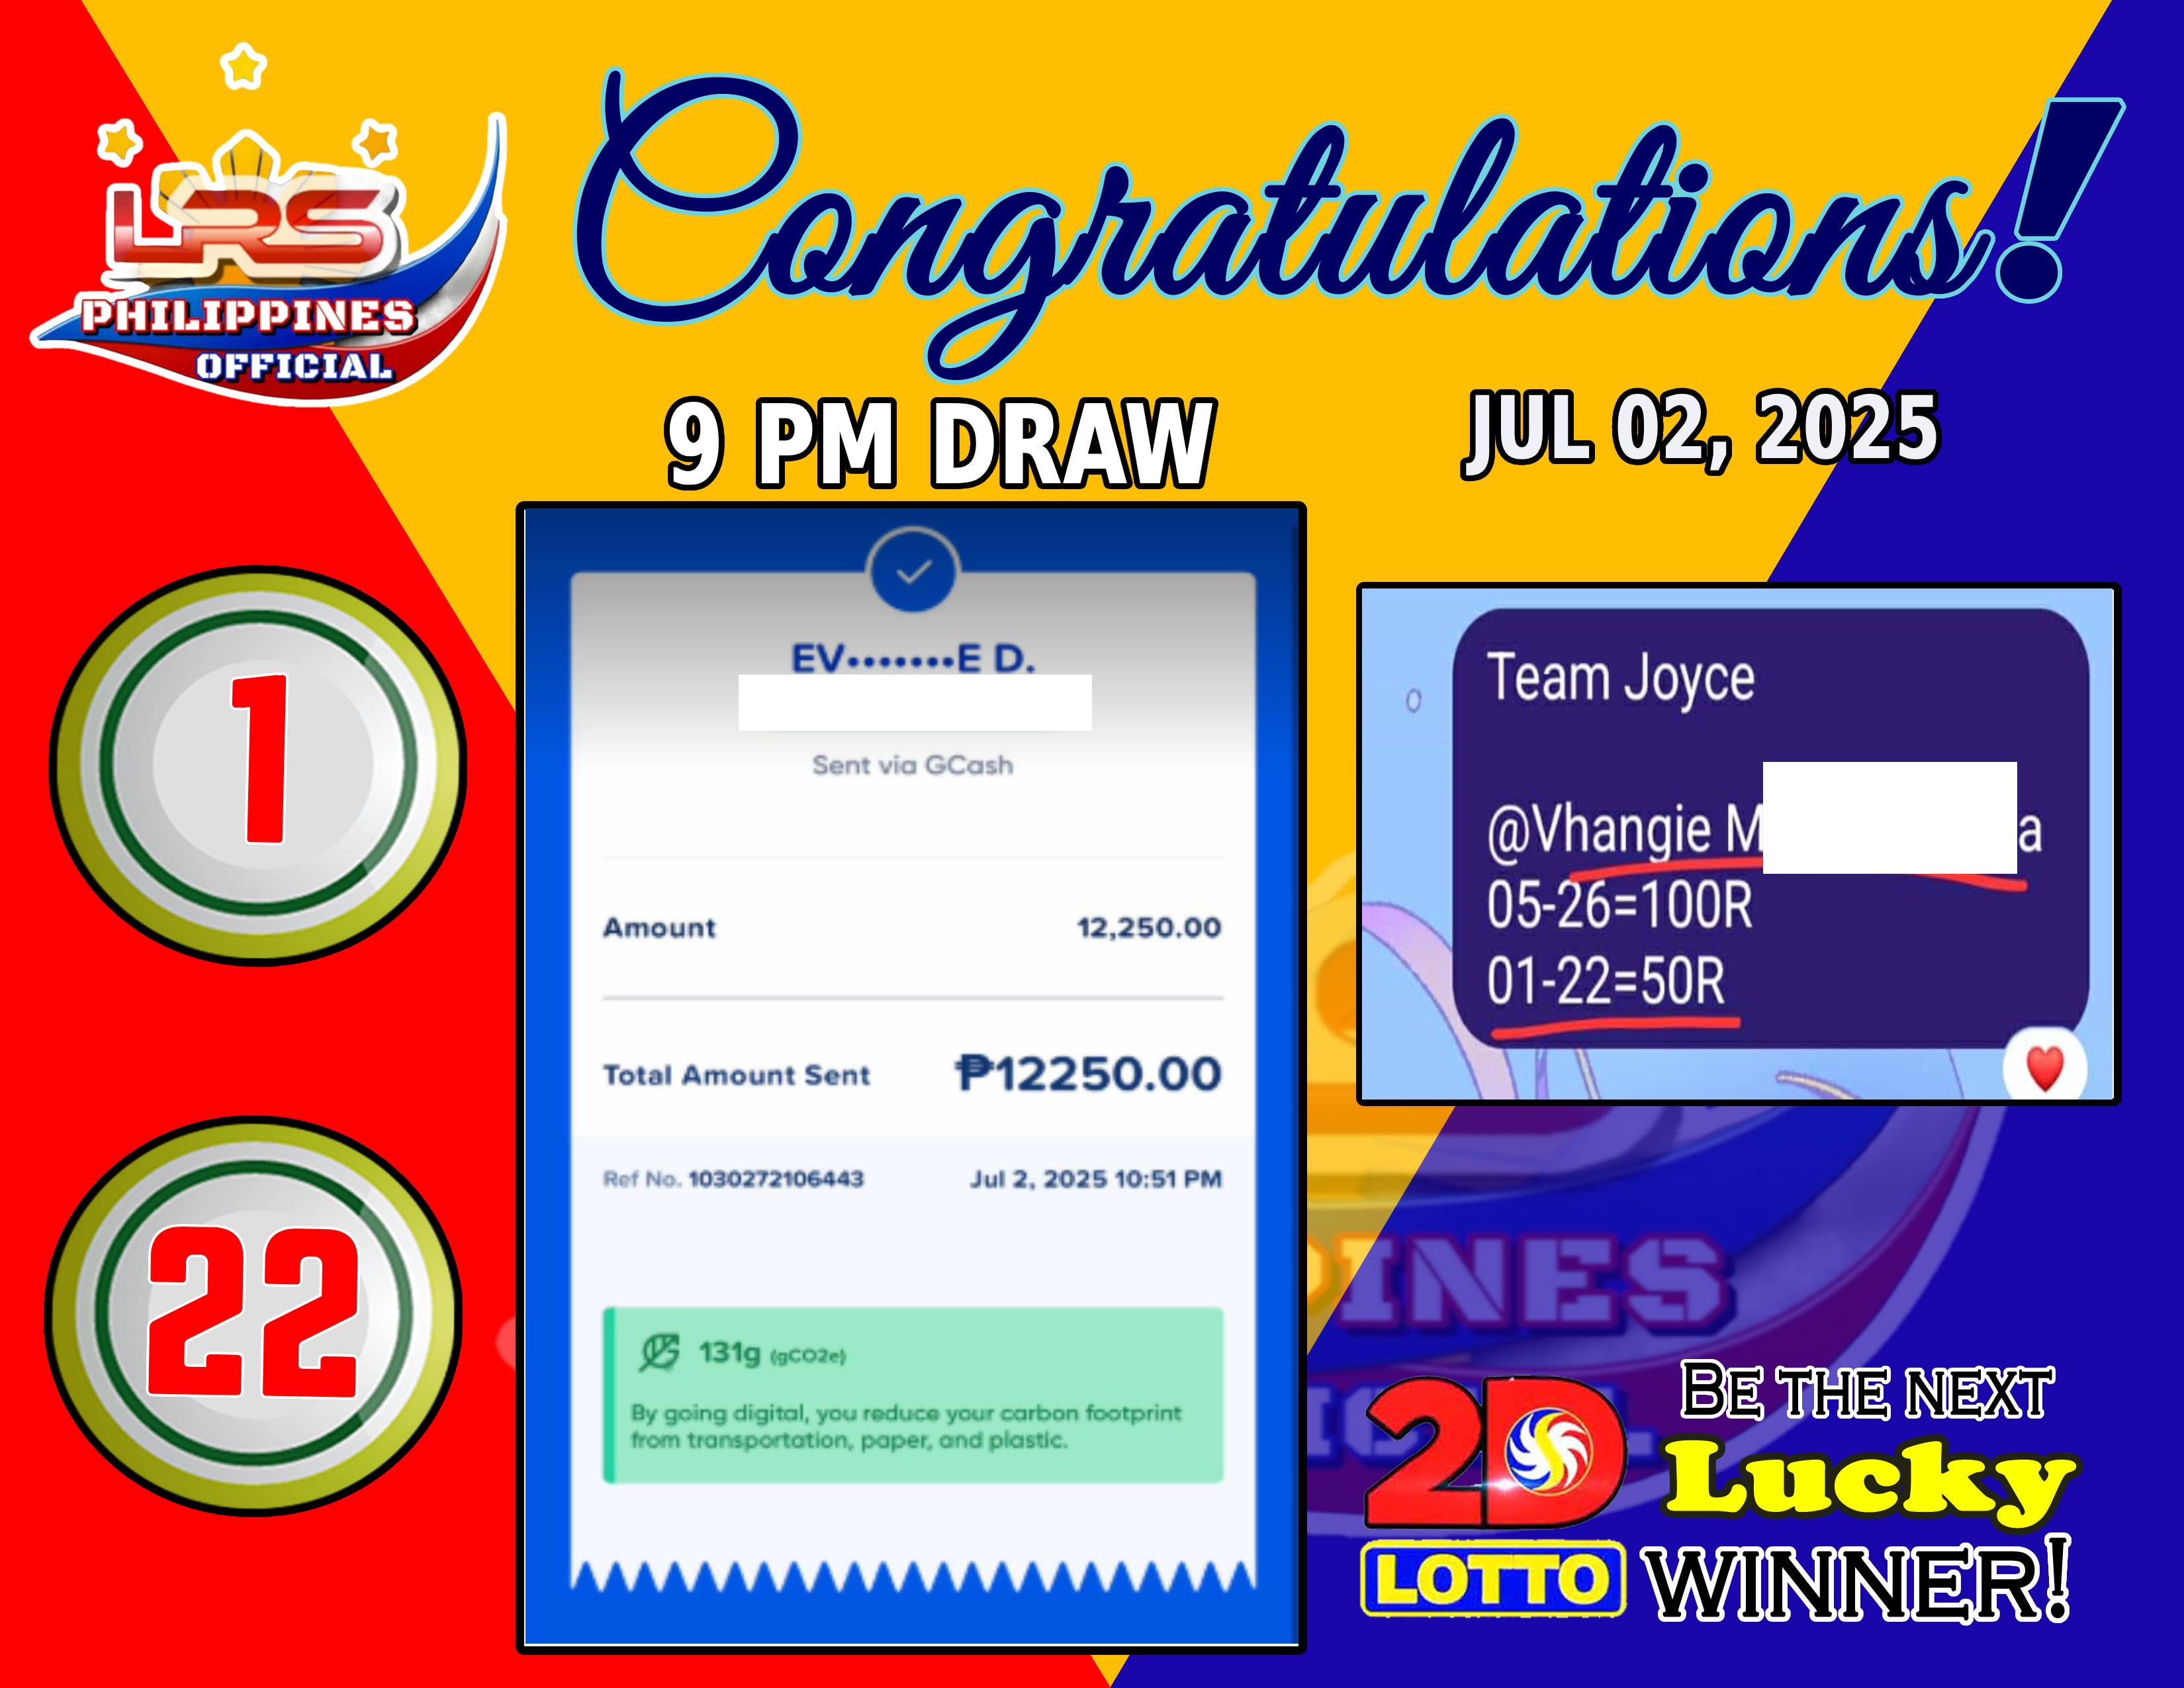 LRS
PHILIPPINES
OFFICIAL
Congratulations!
9 PM DRAW
JUL 02, 2025
1
22
EV•••••••E D.
Sent via GCash
Amount 12,250.00
Total Amount Sent ₱12250.00
Ref No. 1030272106443 Jul 2, 2025 10:51 PM
131g (gCO2e)
By going digital, you reduce your carbon footprint
from transportation, paper, and plastic.
Team Joyce
@Vhangie M a
05-26=100R
01-22=50R
PINES
2D
LOTTO
BE THE NEXT
Lucky
WINNER!